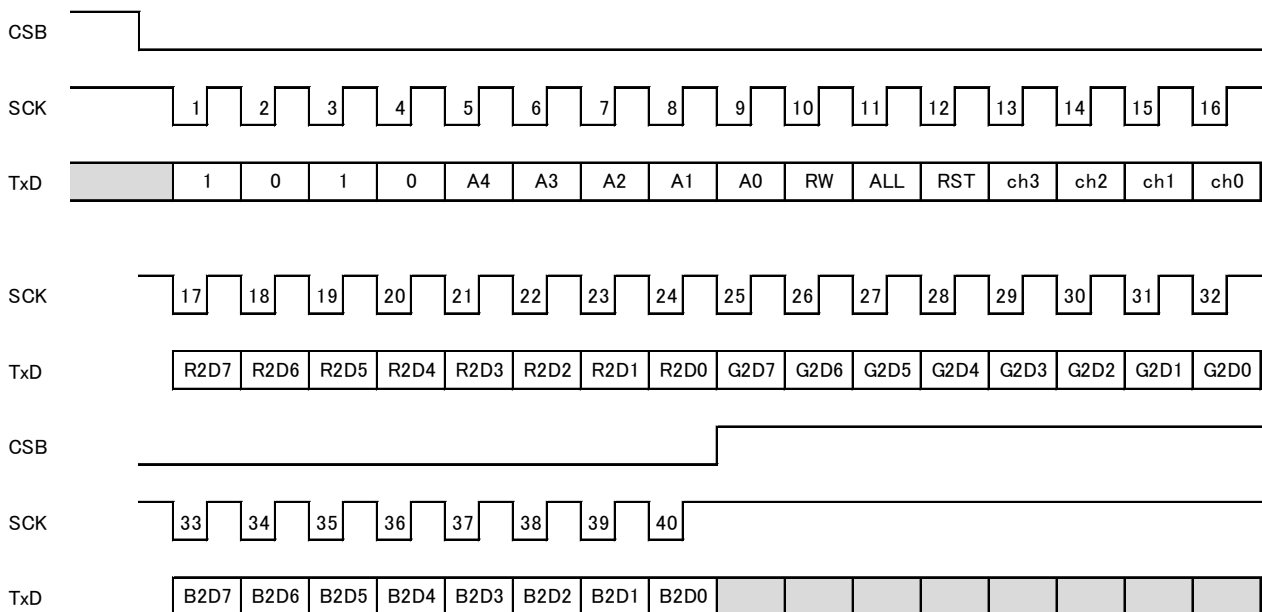 CSB
SCK 1 2 3 4 5 6 7 8 9 10 11 12 13 14 15 16
TxD 1 0 1 0 A4 A3 A2 A1 A0 RW ALL RST ch3 ch2 ch1 ch0
SCK 17 18 19 20 21 22 23 24 25 26 27 28 29 30 31 32
TxD R2D7 R2D6 R2D5 R2D4 R2D3 R2D2 R2D1 R2D0 G2D7 G2D6 G2D5 G2D4 G2D3 G2D2 G2D1 G2D0
CSB
SCK 33 34 35 36 37 38 39 40
TxD B2D7 B2D6 B2D5 B2D4 B2D3 B2D2 B2D1 B2D0